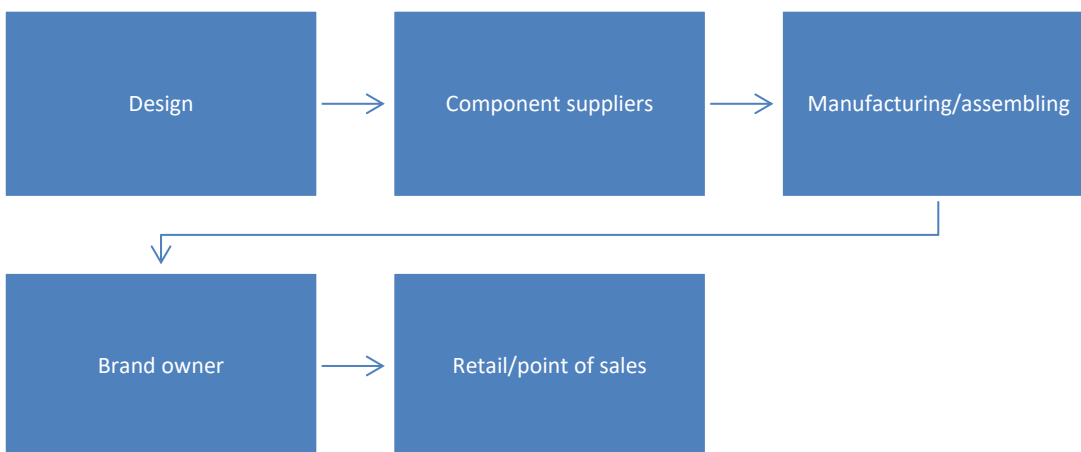 Design
Component suppliers
Manufacturing/assembling
Brand owner
Retail/point of sales